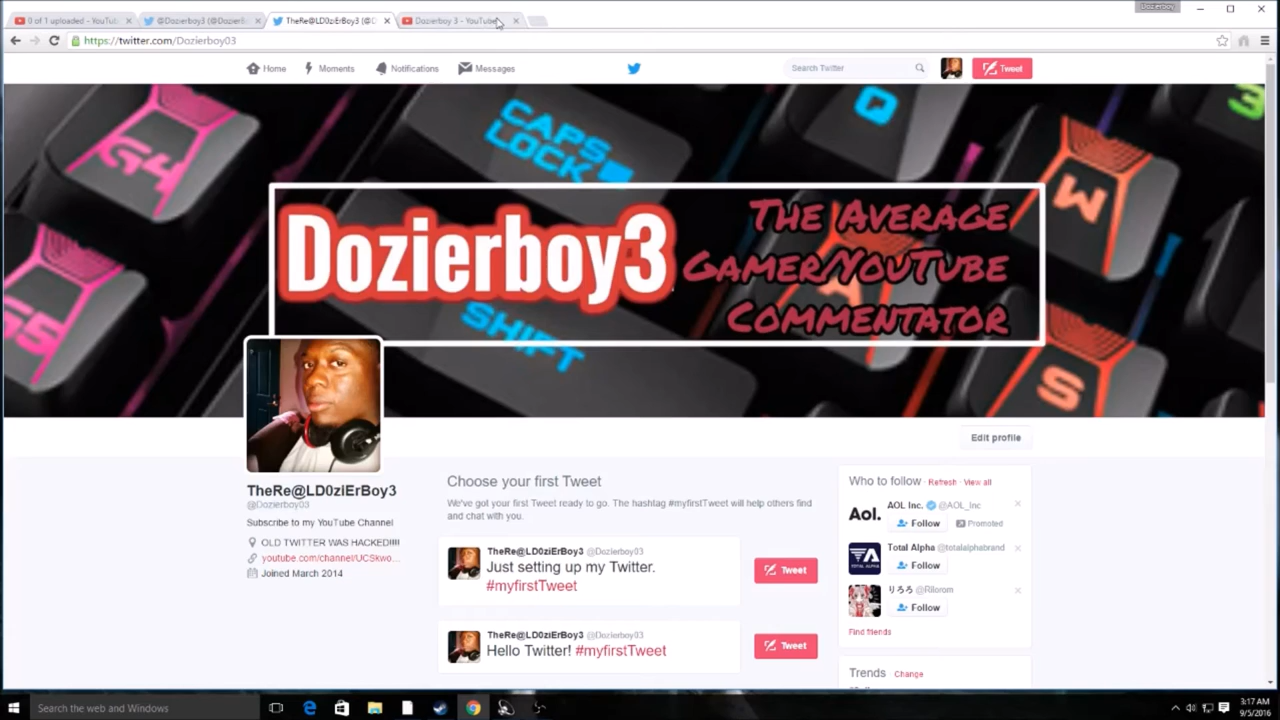 Dozierboy
0 of 1 uploaded - YouTu
@Dozierboy3 (@Dozier
TheRe@LD0ziErBoy3 (@D
Dozierboy 3 - YouTube
https://twitter.com/Dozierboy03
Home
Moments
Notifications
Messages
Search Twitter
Tweet
G4
CAPS
LOCK
Q
3
W
G5
SHIFT
A
S
Dozierboy3
The Average
Gamer/YouTube
Commentator
Edit profile
TheRe@LD0ziErBoy3
@Dozierboy03
Subscribe to my YouTube Channel
OLD TWITTER WAS HACKED!!!!!
youtube.com/channel/UCSkwo...
Joined March 2014
Choose your first Tweet
We've got your first Tweet ready to go. The hashtag #myfirstTweet will help others find
and chat with you.
TheRe@LD0ziErBoy3 @Dozierboy03
Just setting up my Twitter.
#myfirstTweet
Tweet
TheRe@LD0ziErBoy3 @Dozierboy03
Hello Twitter! #myfirstTweet
Tweet
Who to follow · Refresh · View all
Aol.
AOL Inc. @AOL_Inc
Follow
Promoted
Total Alpha @totalalphabrand
Follow
りろろ @Rilorom
Follow
Find friends
Trends · Change
Search the web and Windows
3:17 AM
9/5/2016